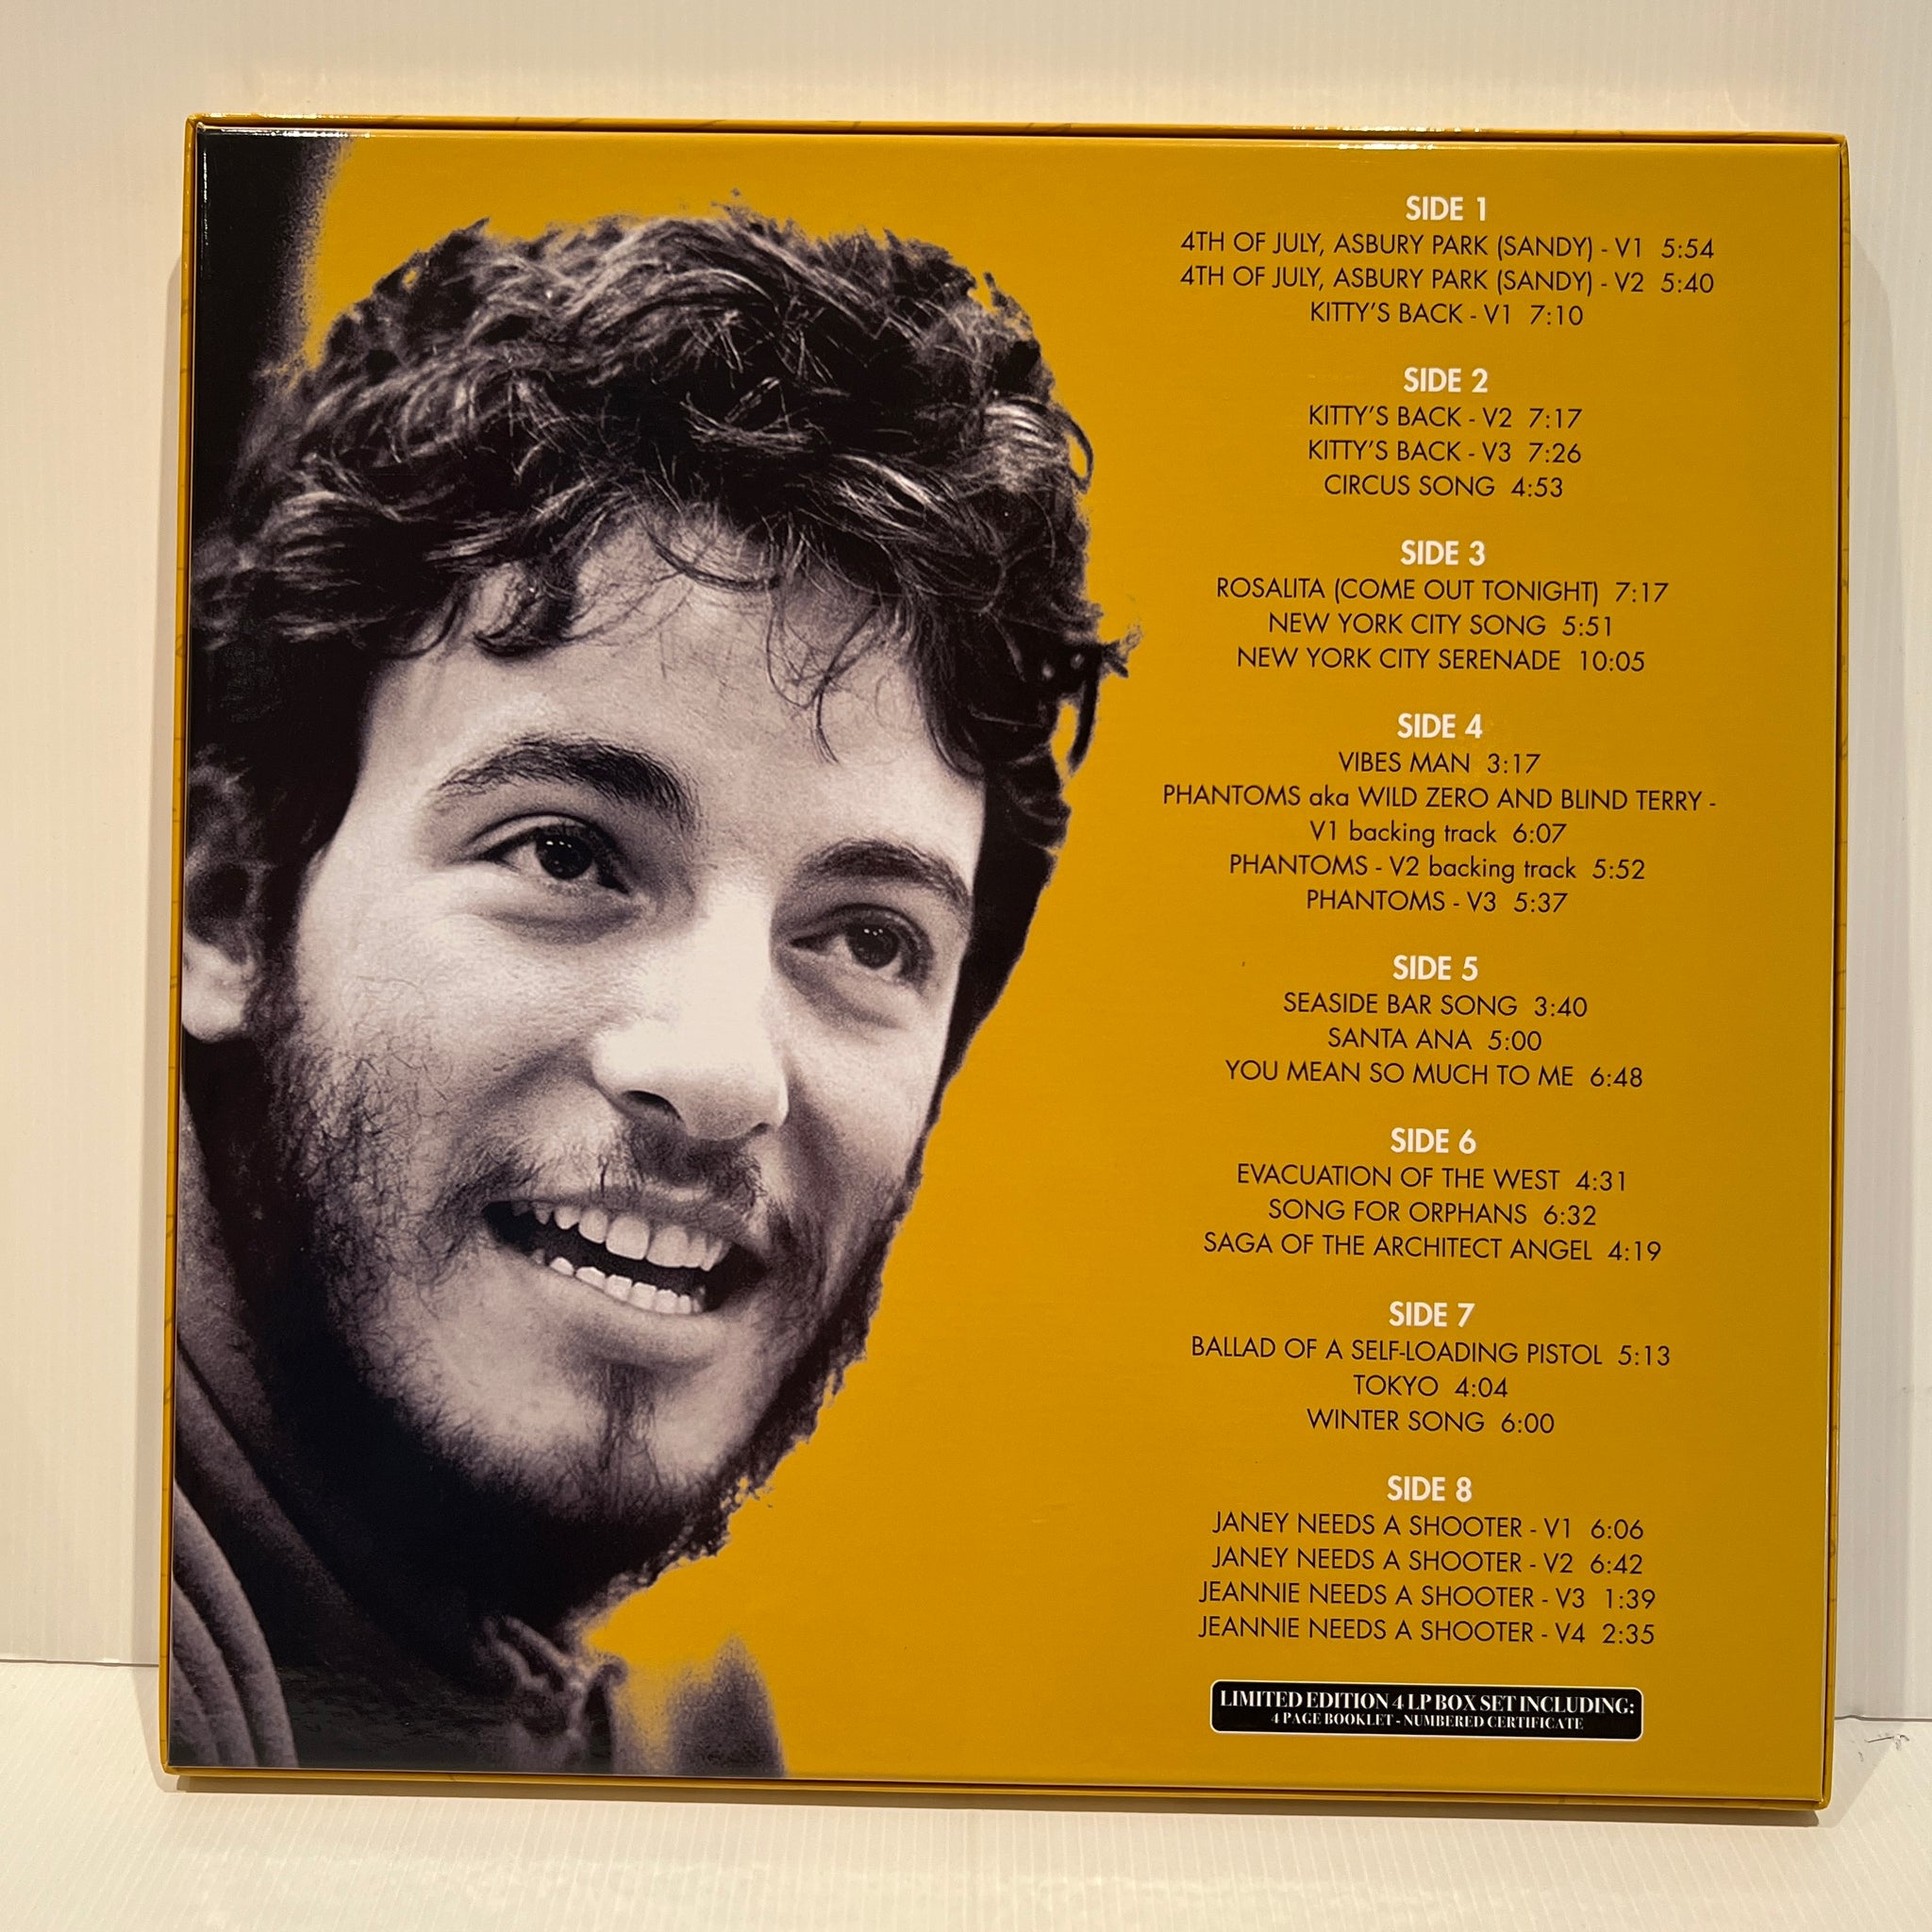 SIDE 1
4TH OF JULY, ASBURY PARK (SANDY) - V1 5:54
4TH OF JULY, ASBURY PARK (SANDY) - V2 5:40
KITTY'S BACK - V1 7:10
SIDE 2
KITTY'S BACK - V2 7:17
KITTY'S BACK - V3 7:26
CIRCUS SONG 4:53
SIDE 3
ROSALITA (COME OUT TONIGHT) 7:17
NEW YORK CITY SONG 5:51
NEW YORK CITY SERENADE 10:05
SIDE 4
VIBES MAN 3:17
PHANTOMS aka WILD ZERO AND BLIND TERRY -
V1 backing track 6:07
PHANTOMS - V2 backing track 5:52
PHANTOMS - V3 5:37
SIDE 5
SEASIDE BAR SONG 3:40
SANTA ANA 5:00
YOU MEAN SO MUCH TO ME 6:48
SIDE 6
EVACUATION OF THE WEST 4:31
SONG FOR ORPHANS 6:32
SAGA OF THE ARCHITECT ANGEL 4:19
SIDE 7
BALLAD OF A SELF-LOADING PISTOL 5:13
TOKYO 4:04
WINTER SONG 6:00
SIDE 8
JANEY NEEDS A SHOOTER - V1 6:06
JANEY NEEDS A SHOOTER - V2 6:42
JEANNIE NEEDS A SHOOTER - V3 1:39
JEANNIE NEEDS A SHOOTER - V4 2:35
LIMITED EDITION 4 LP BOX SET INCLUDING:
4 PAGE BOOKLET - NUMBERED CERTIFICATE